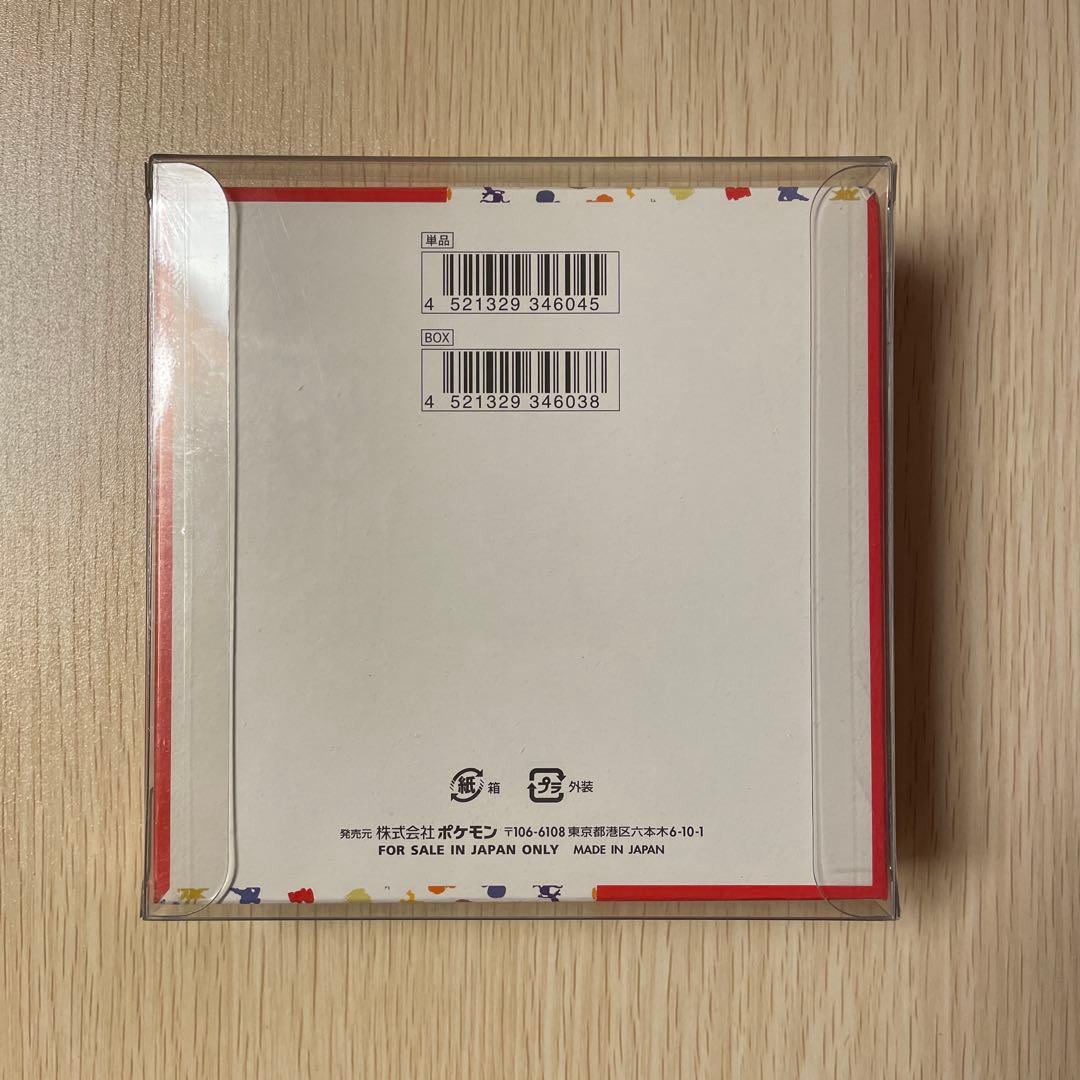 単品
4 521329 346045
BOX
4 521329 346038
紙 箱 プラ 外装
発売元 株式会社 ポケモン 〒106-6108 東京都港区六本木6-10-1
FOR SALE IN JAPAN ONLY MADE IN JAPAN